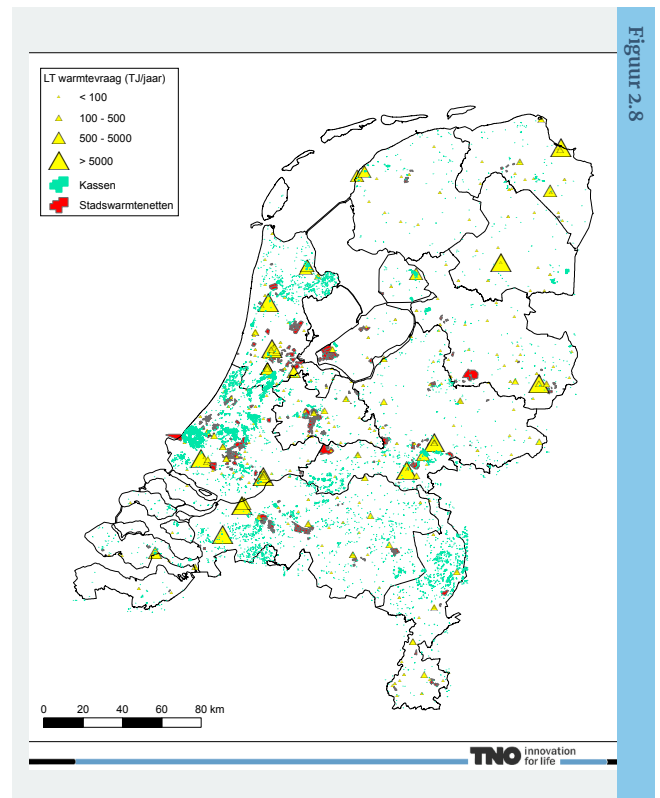 Figuur 2.8
LT warmtevraag (TJ/jaar)
< 100
100 - 500
500 - 5000
> 5000
Kassen
Stadswarmtenetten
0 20 40 60 80 km
TNO innovation
for life